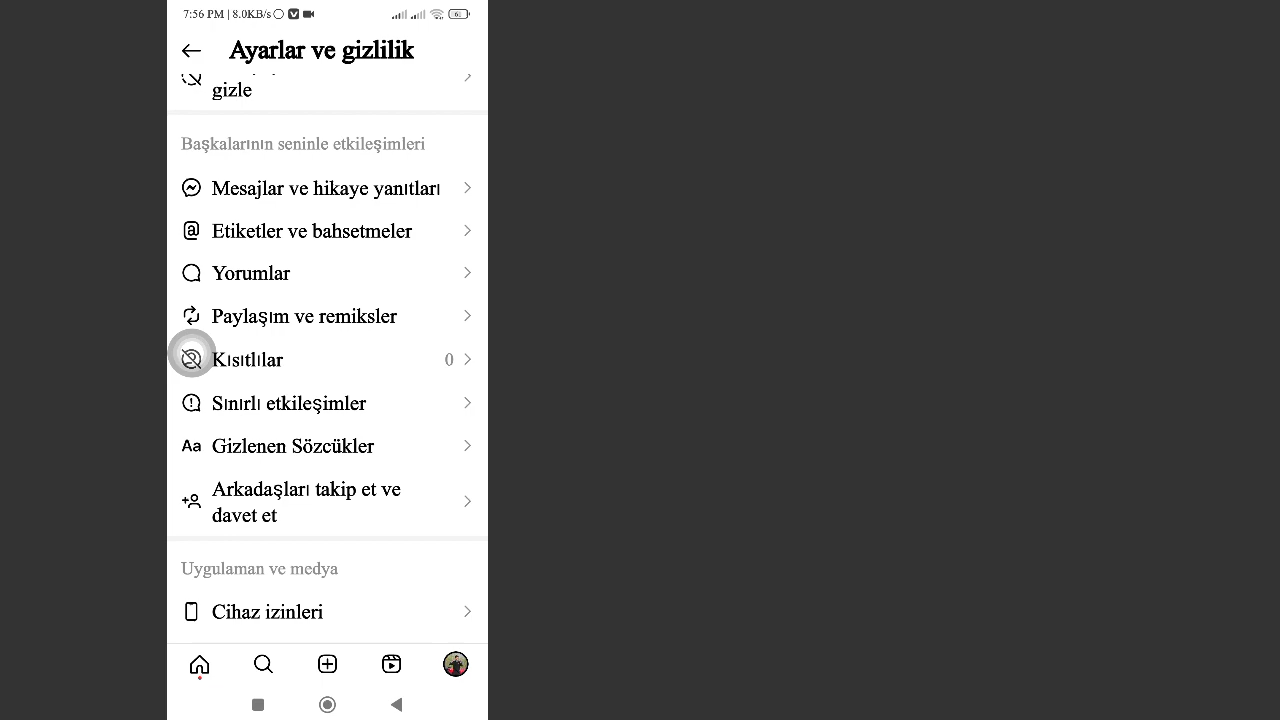 7:56 PM | 8.0KB/s
61
Ayarlar ve gizlilik
gizle
Başkalarının seninle etkileşimleri
Mesajlar ve hikaye yanıtları
Etiketler ve bahsetmeler
Yorumlar
Paylaşım ve remiksler
Kısıtlılar 0
Sınırlı etkileşimler
Aa Gizlenen Sözcükler
Arkadaşları takip et ve
davet et
Uygulaman ve medya
Cihaz izinleri